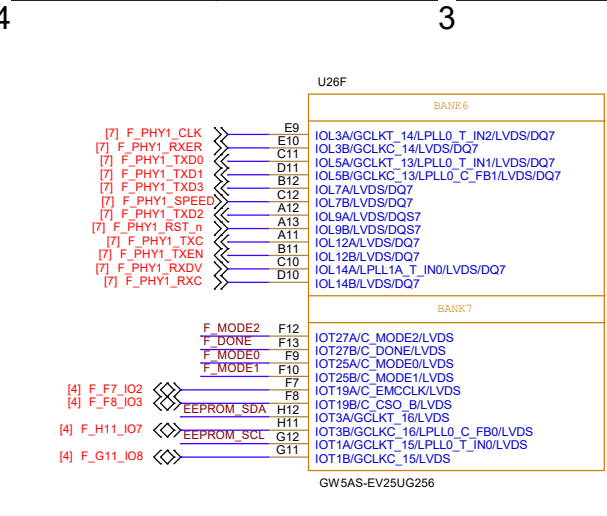 4 3
U26F
BANK6
[7] F_PHY1_CLK E9 IOL3A/GCLKT_14/LPLL0_T_IN2/LVDS/DQ7
[7] F_PHY1_RXER E10 IOL3B/GCLKC_14/LVDS/DQ7
[7] F_PHY1_TXD0 C11 IOL5A/GCLKT_13/LPLL0_T_IN1/LVDS/DQ7
[7] F_PHY1_TXD1 D11 IOL5B/GCLKC_13/LPLL0_C_FB1/LVDS/DQ7
[7] F_PHY1_TXD3 B12 IOL7A/LVDS/DQ7
[7] F_PHY1_SPEED C12 IOL7B/LVDS/DQ7
[7] F_PHY1_TXD2 A12 IOL9A/LVDS/DQS7
[7] F_PHY1_RST_n A13 IOL9B/LVDS/DQS7
[7] F_PHY1_TXC A11 IOL12A/LVDS/DQ7
[7] F_PHY1_TXEN B11 IOL12B/LVDS/DQ7
[7] F_PHY1_RXDV C10 IOL14A/LPLL1A_T_IN0/LVDS/DQ7
[7] F_PHY1_RXC D10 IOL14B/LVDS/DQ7
BANK7
F_MODE2 F12 IOT27A/C_MODE2/LVDS
F_DONE F13 IOT27B/C_DONE/LVDS
F_MODE0 F9 IOT25A/C_MODE0/LVDS
F_MODE1 F10 IOT25B/C_MODE1/LVDS
[4] F_F7_IO2 F7 IOT19A/C_EMCCLK/LVDS
[4] F_F8_IO3 F8 IOT19B/C_CSO_B/LVDS
EEPROM_SDA H12 IOT3A/GCLKT_16/LVDS
[4] F_H11_IO7 H11 IOT3B/GCLKC_16/LPLL0_C_FB0/LVDS
EEPROM_SCL G12 IOT1A/GCLKT_15/LPLL0_T_IN0/LVDS
[4] F_G11_IO8 G11 IOT1B/GCLKC_15/LVDS
GW5AS-EV25UG256